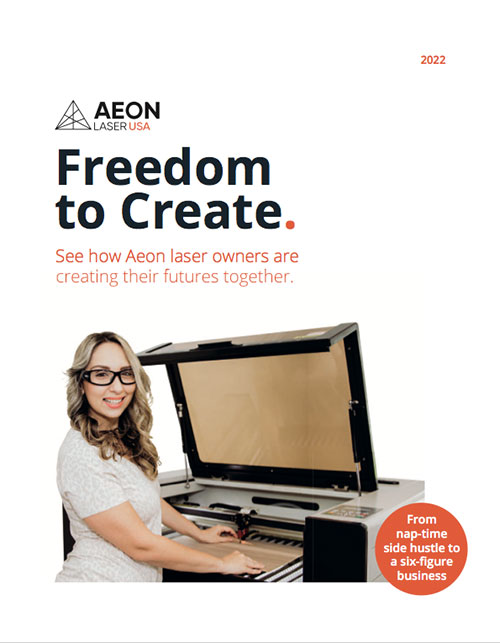 2022
AEON
LASER USA
Freedom
to Create.
See how Aeon laser owners are
creating their futures together.
From
nap-time
side hustle to
a six-figure
business